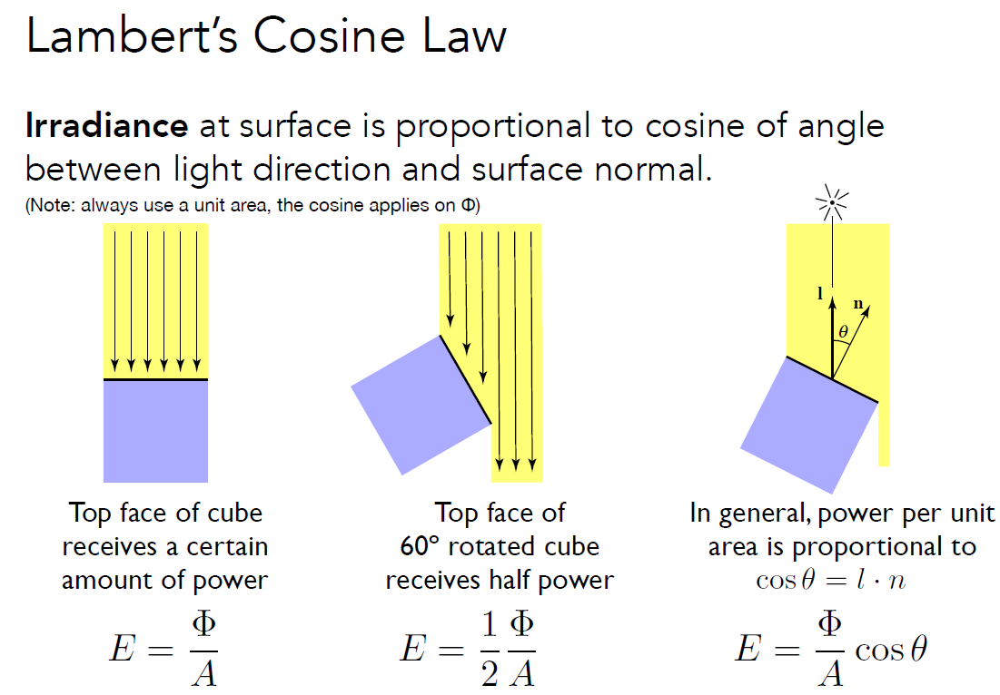 Lambert's Cosine Law
Irradiance at surface is proportional to cosine of angle
between light direction and surface normal.
(Note: always use a unit area, the cosine applies on Φ)
l
n
θ
Top face of cube
receives a certain
amount of power
E = Φ/A
Top face of
60º rotated cube
receives half power
E = 1/2 Φ/A
In general, power per unit
area is proportional to
cos θ = l · n
E = Φ/A cos θ